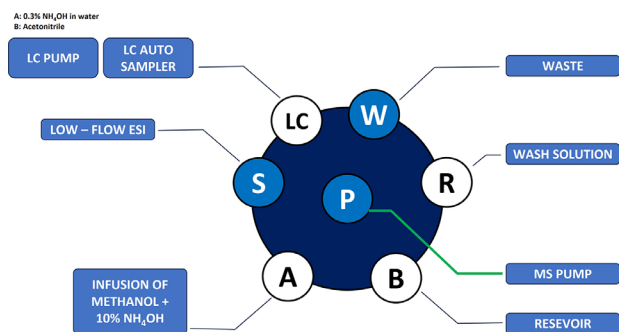 A: 0.3% NH₄OH in water
B: Acetonitrile
LC PUMP
LC AUTO
SAMPLER
WASTE
LC
W
LOW – FLOW ESI
WASH SOLUTION
S
R
P
A
B
INFUSION OF
METHANOL +
10% NH₄OH
MS PUMP
RESEVOIR